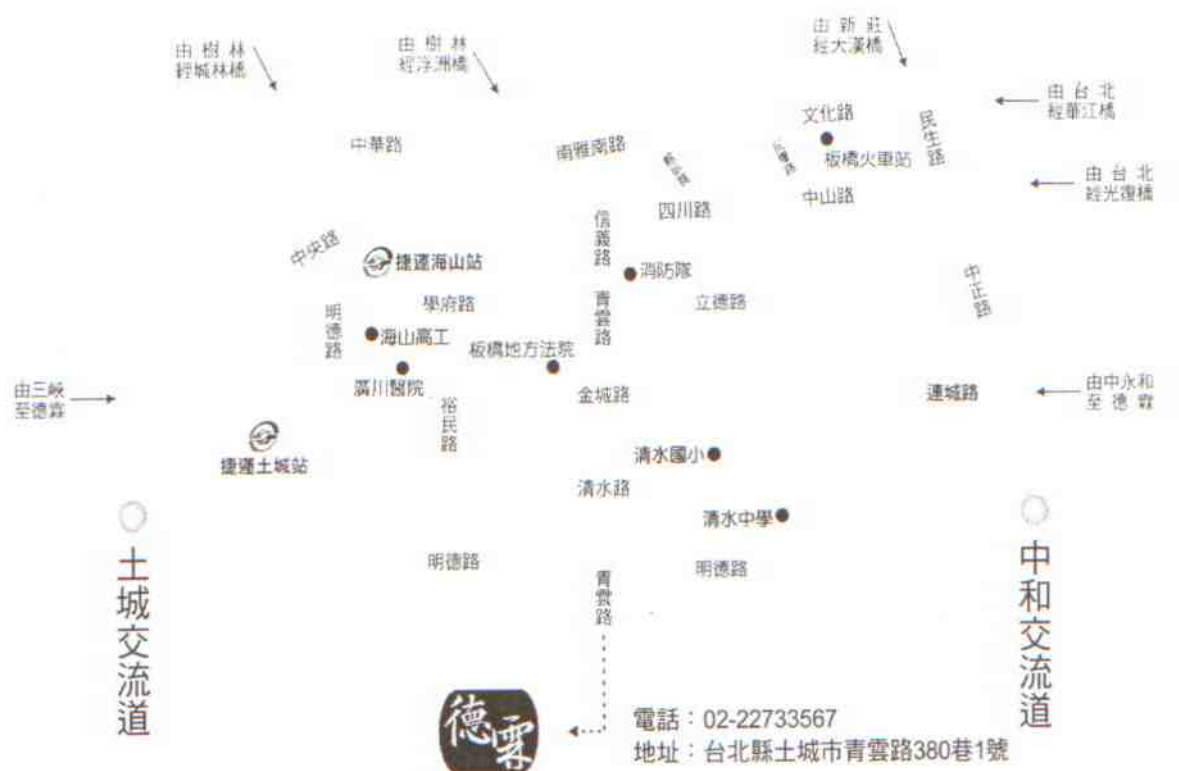 由新莊
經大漢橋
由樹林
經城林橋
由樹林
經浮洲橋
由台北
經華江橋
文化路
民生路
中華路
南雅南路
板橋火車站
由台北
經光復橋
中山路
四川路
信義路
中央路
捷運海山站
消防隊
中正路
學府路
青雲路
立德路
明德路
海山高工
板橋地方法院
廣川醫院
由三峽
至德霖
金城路
連城路
由中永和
至德霖
裕民路
捷運土城站
清水國小
清水路
清水中學
土城交流道
中和交流道
明德路
明德路
青雲路
德霖
電話：02-22733567
地址：台北縣土城市青雲路380巷1號